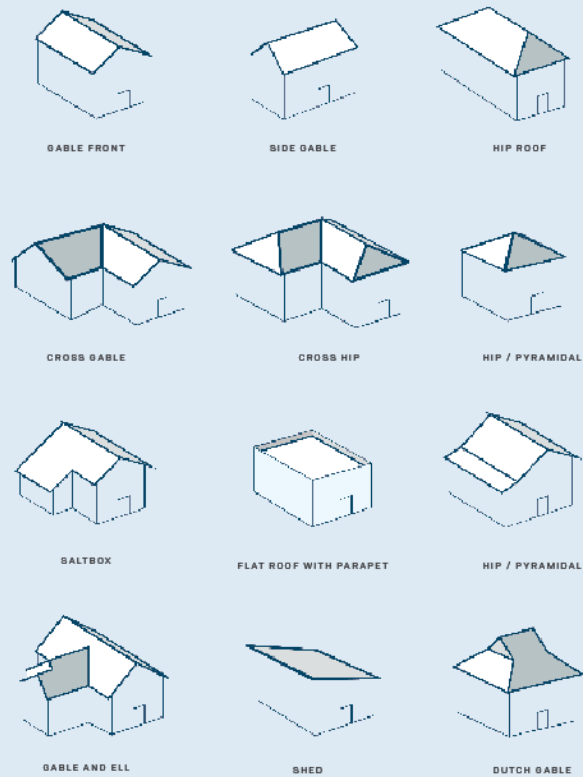 GABLE FRONT
SIDE GABLE
HIP ROOF
CROSS GABLE
CROSS HIP
HIP / PYRAMIDAL
SALTBOX
FLAT ROOF WITH PARAPET
HIP / PYRAMIDAL
GABLE AND ELL
SHED
DUTCH GABLE